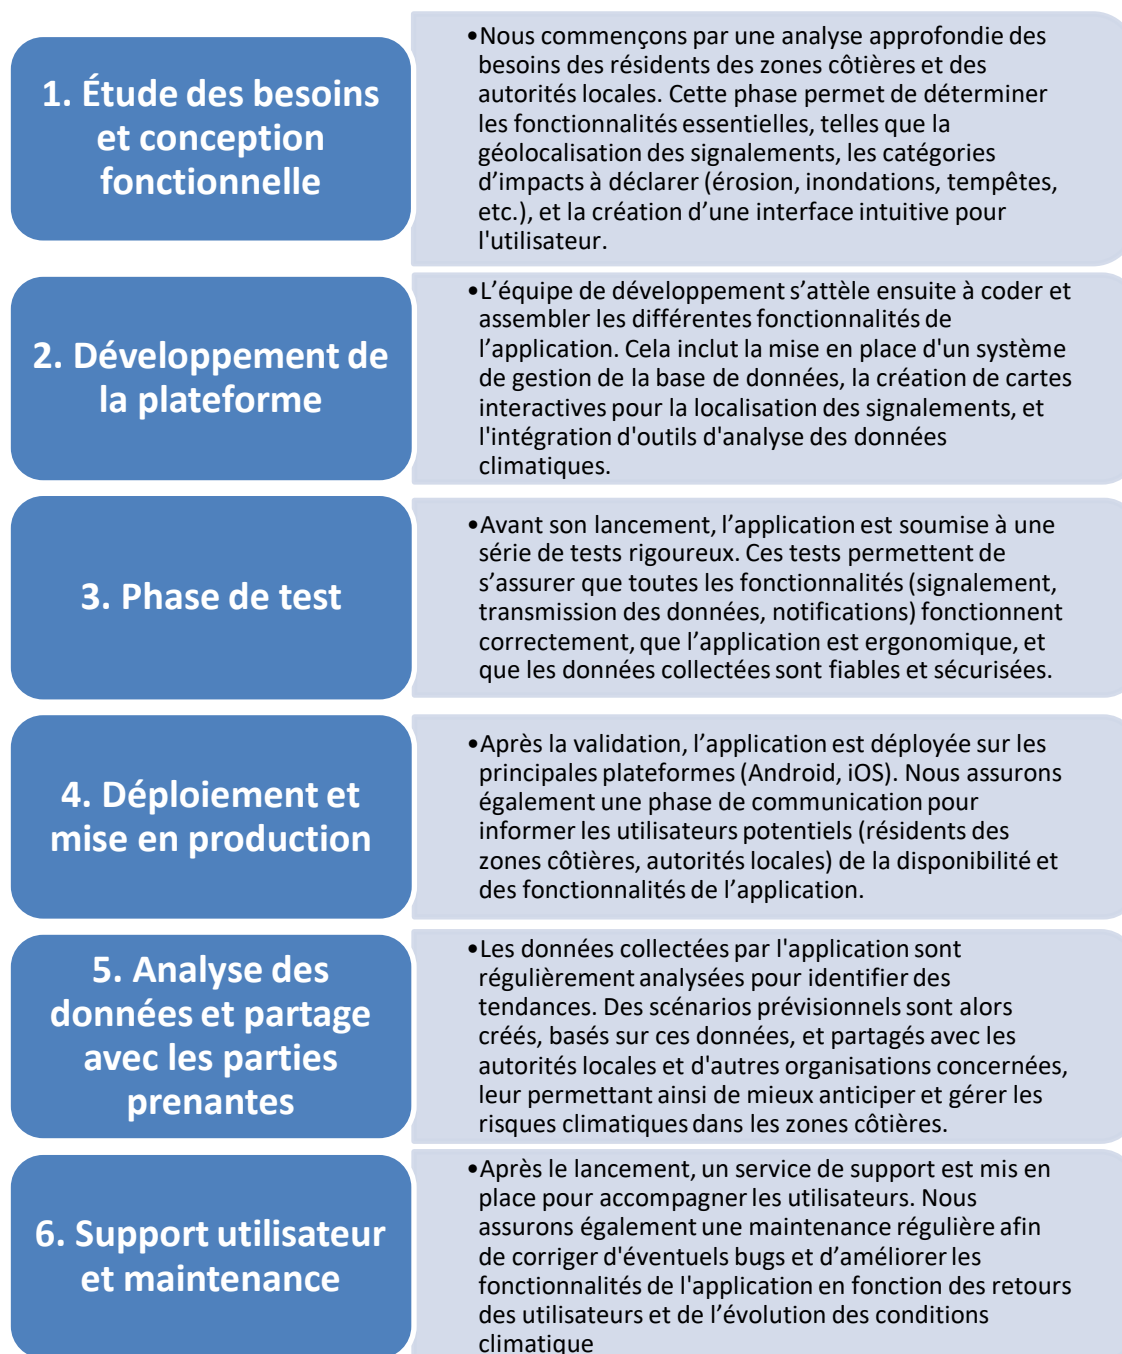 1. Étude des besoins
et conception
fonctionnelle
•Nous commençons par une analyse approfondie des
besoins des résidents des zones côtières et des
autorités locales. Cette phase permet de déterminer
les fonctionnalités essentielles, telles que la
géolocalisation des signalements, les catégories
d’impacts à déclarer (érosion, inondations, tempêtes,
etc.), et la création d’une interface intuitive pour
l'utilisateur.
2. Développement de
la plateforme
•L’équipe de développement s’attèle ensuite à coder et
assembler les différentes fonctionnalités de
l’application. Cela inclut la mise en place d'un système
de gestion de la base de données, la création de cartes
interactives pour la localisation des signalements, et
l'intégration d'outils d'analyse des données
climatiques.
3. Phase de test
•Avant son lancement, l’application est soumise à une
série de tests rigoureux. Ces tests permettent de
s’assurer que toutes les fonctionnalités (signalement,
transmission des données, notifications) fonctionnent
correctement, que l’application est ergonomique, et
que les données collectées sont fiables et sécurisées.
4. Déploiement et
mise en production
•Après la validation, l’application est déployée sur les
principales plateformes (Android, iOS). Nous assurons
également une phase de communication pour
informer les utilisateurs potentiels (résidents des
zones côtières, autorités locales) de la disponibilité et
des fonctionnalités de l’application.
5. Analyse des
données et partage
avec les parties
prenantes
•Les données collectées par l'application sont
régulièrement analysées pour identifier des
tendances. Des scénarios prévisionnels sont alors
créés, basés sur ces données, et partagés avec les
autorités locales et d'autres organisations concernées,
leur permettant ainsi de mieux anticiper et gérer les
risques climatiques dans les zones côtières.
6. Support utilisateur
et maintenance
•Après le lancement, un service de support est mis en
place pour accompagner les utilisateurs. Nous
assurons également une maintenance régulière afin
de corriger d'éventuels bugs et d’améliorer les
fonctionnalités de l'application en fonction des retours
des utilisateurs et de l’évolution des conditions
climatique